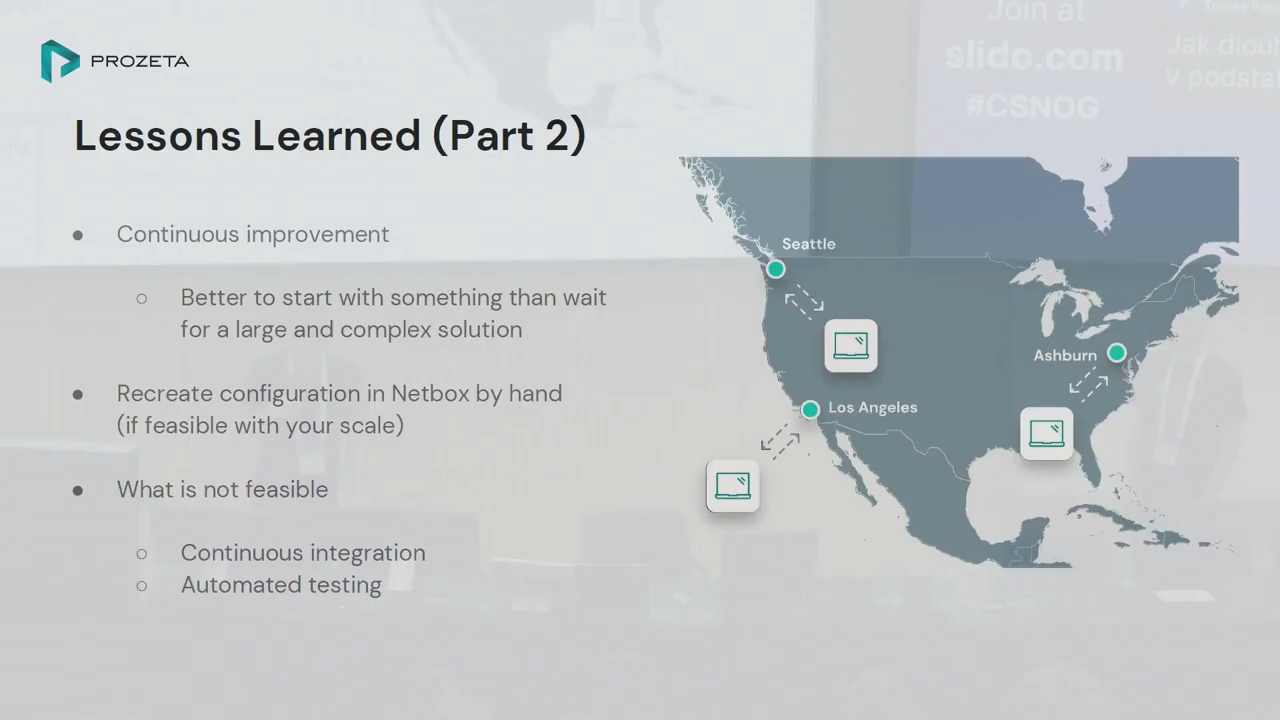 PROZETA
Lessons Learned (Part 2)
● Continuous improvement
○ Better to start with something than wait
for a large and complex solution
● Recreate configuration in Netbox by hand
(if feasible with your scale)
● What is not feasible
○ Continuous integration
○ Automated testing
Seattle
Ashburn
Los Angeles
Join at
slido.com
#CSNOG
Jak
v